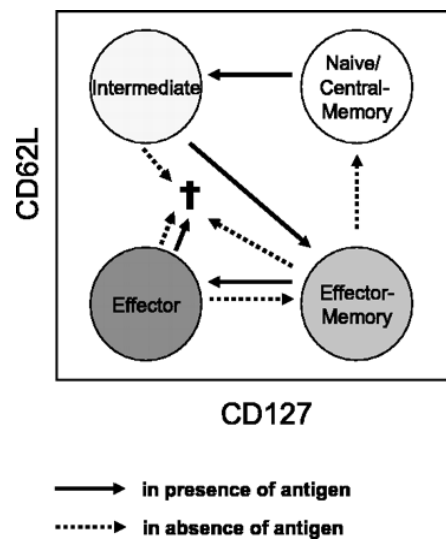 Intermediate
Naive/
Central-
Memory
CD62L
†
Effector
Effector-
Memory
CD127
in presence of antigen
in absence of antigen